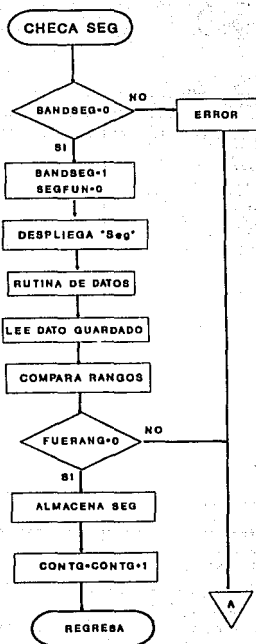 CHECA SEG
BANDSEG=0
NO
ERROR
SI
BANDSEG=1
SEGFUN=0
DESPLIEGA "Seg"
RUTINA DE DATOS
LEE DATO GUARDADO
COMPARA RANGOS
FUERANG=0
NO
SI
ALMACENA SEG
CONTG=CONTG+1
A
REGRESA